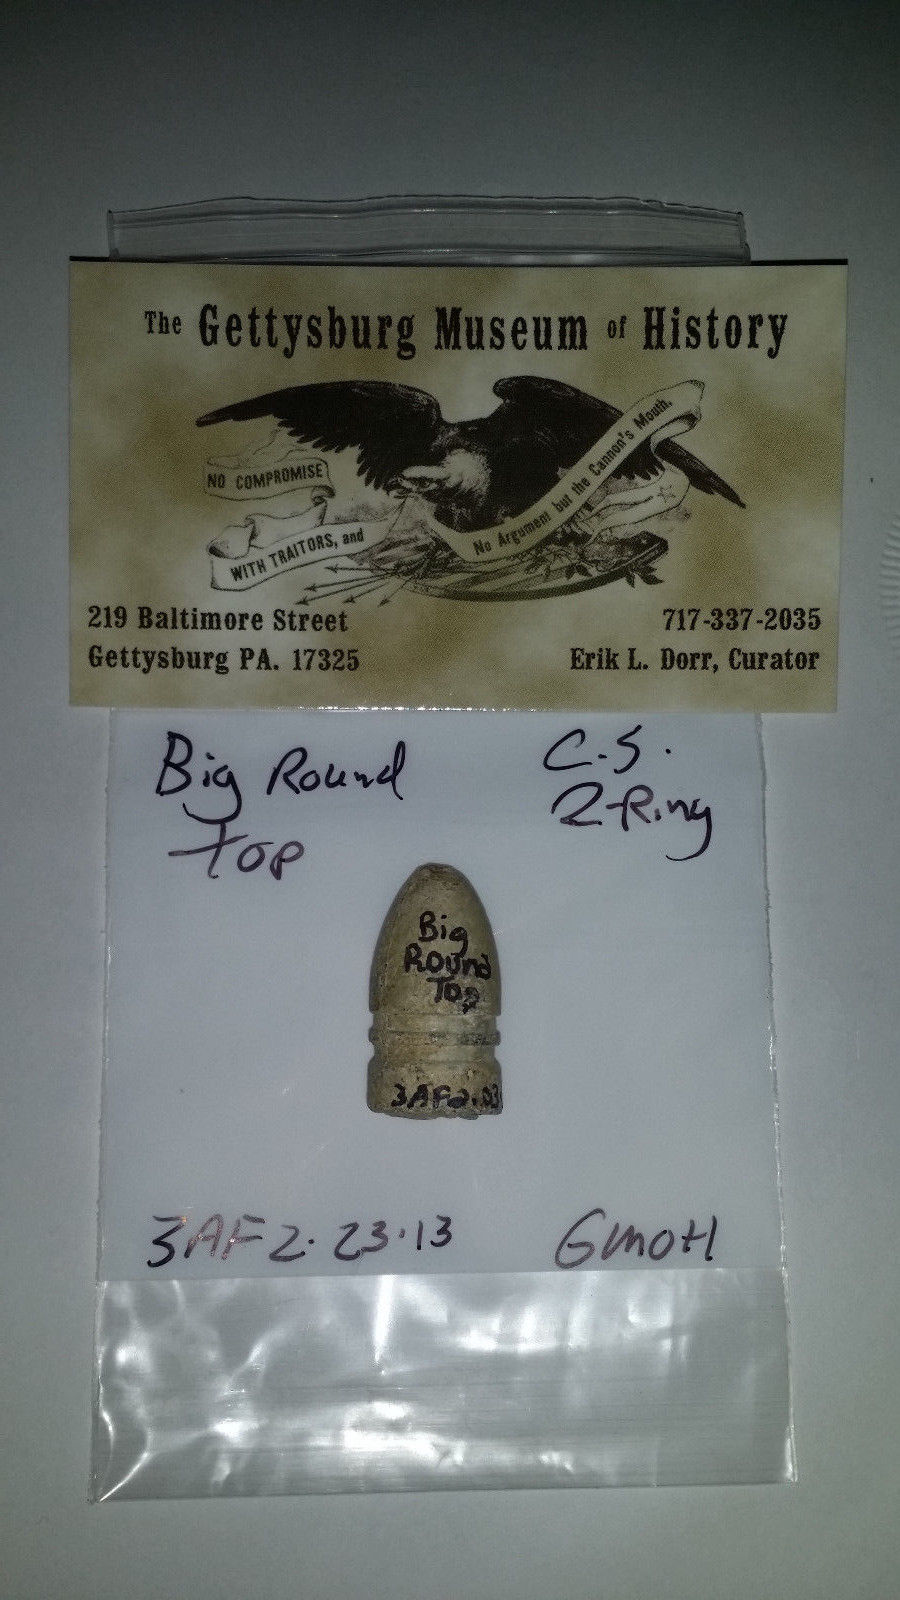 The Gettysburg Museum of History
NO COMPROMISE
WITH TRAITORS, and
No Argument but the Cannon's Mouth.
219 Baltimore Street
Gettysburg PA. 17325
717-337-2035
Erik L. Dorr, Curator
Big Round
Top
C.S.
2-Ring
Big
Round
Top
3AF2.03
3AF2.23.13
GMOH